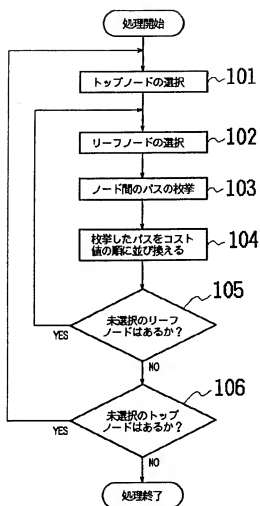 処理開始
トップノードの選択
101
リーフノードの選択
102
ノード間のパスの枚挙
103
枚挙したパスをコスト
値の順に並び換える
104
105
未選択のリーフ
ノードはあるか?
YES
NO
106
未選択のトップ
ノードはあるか?
YES
NO
処理終了